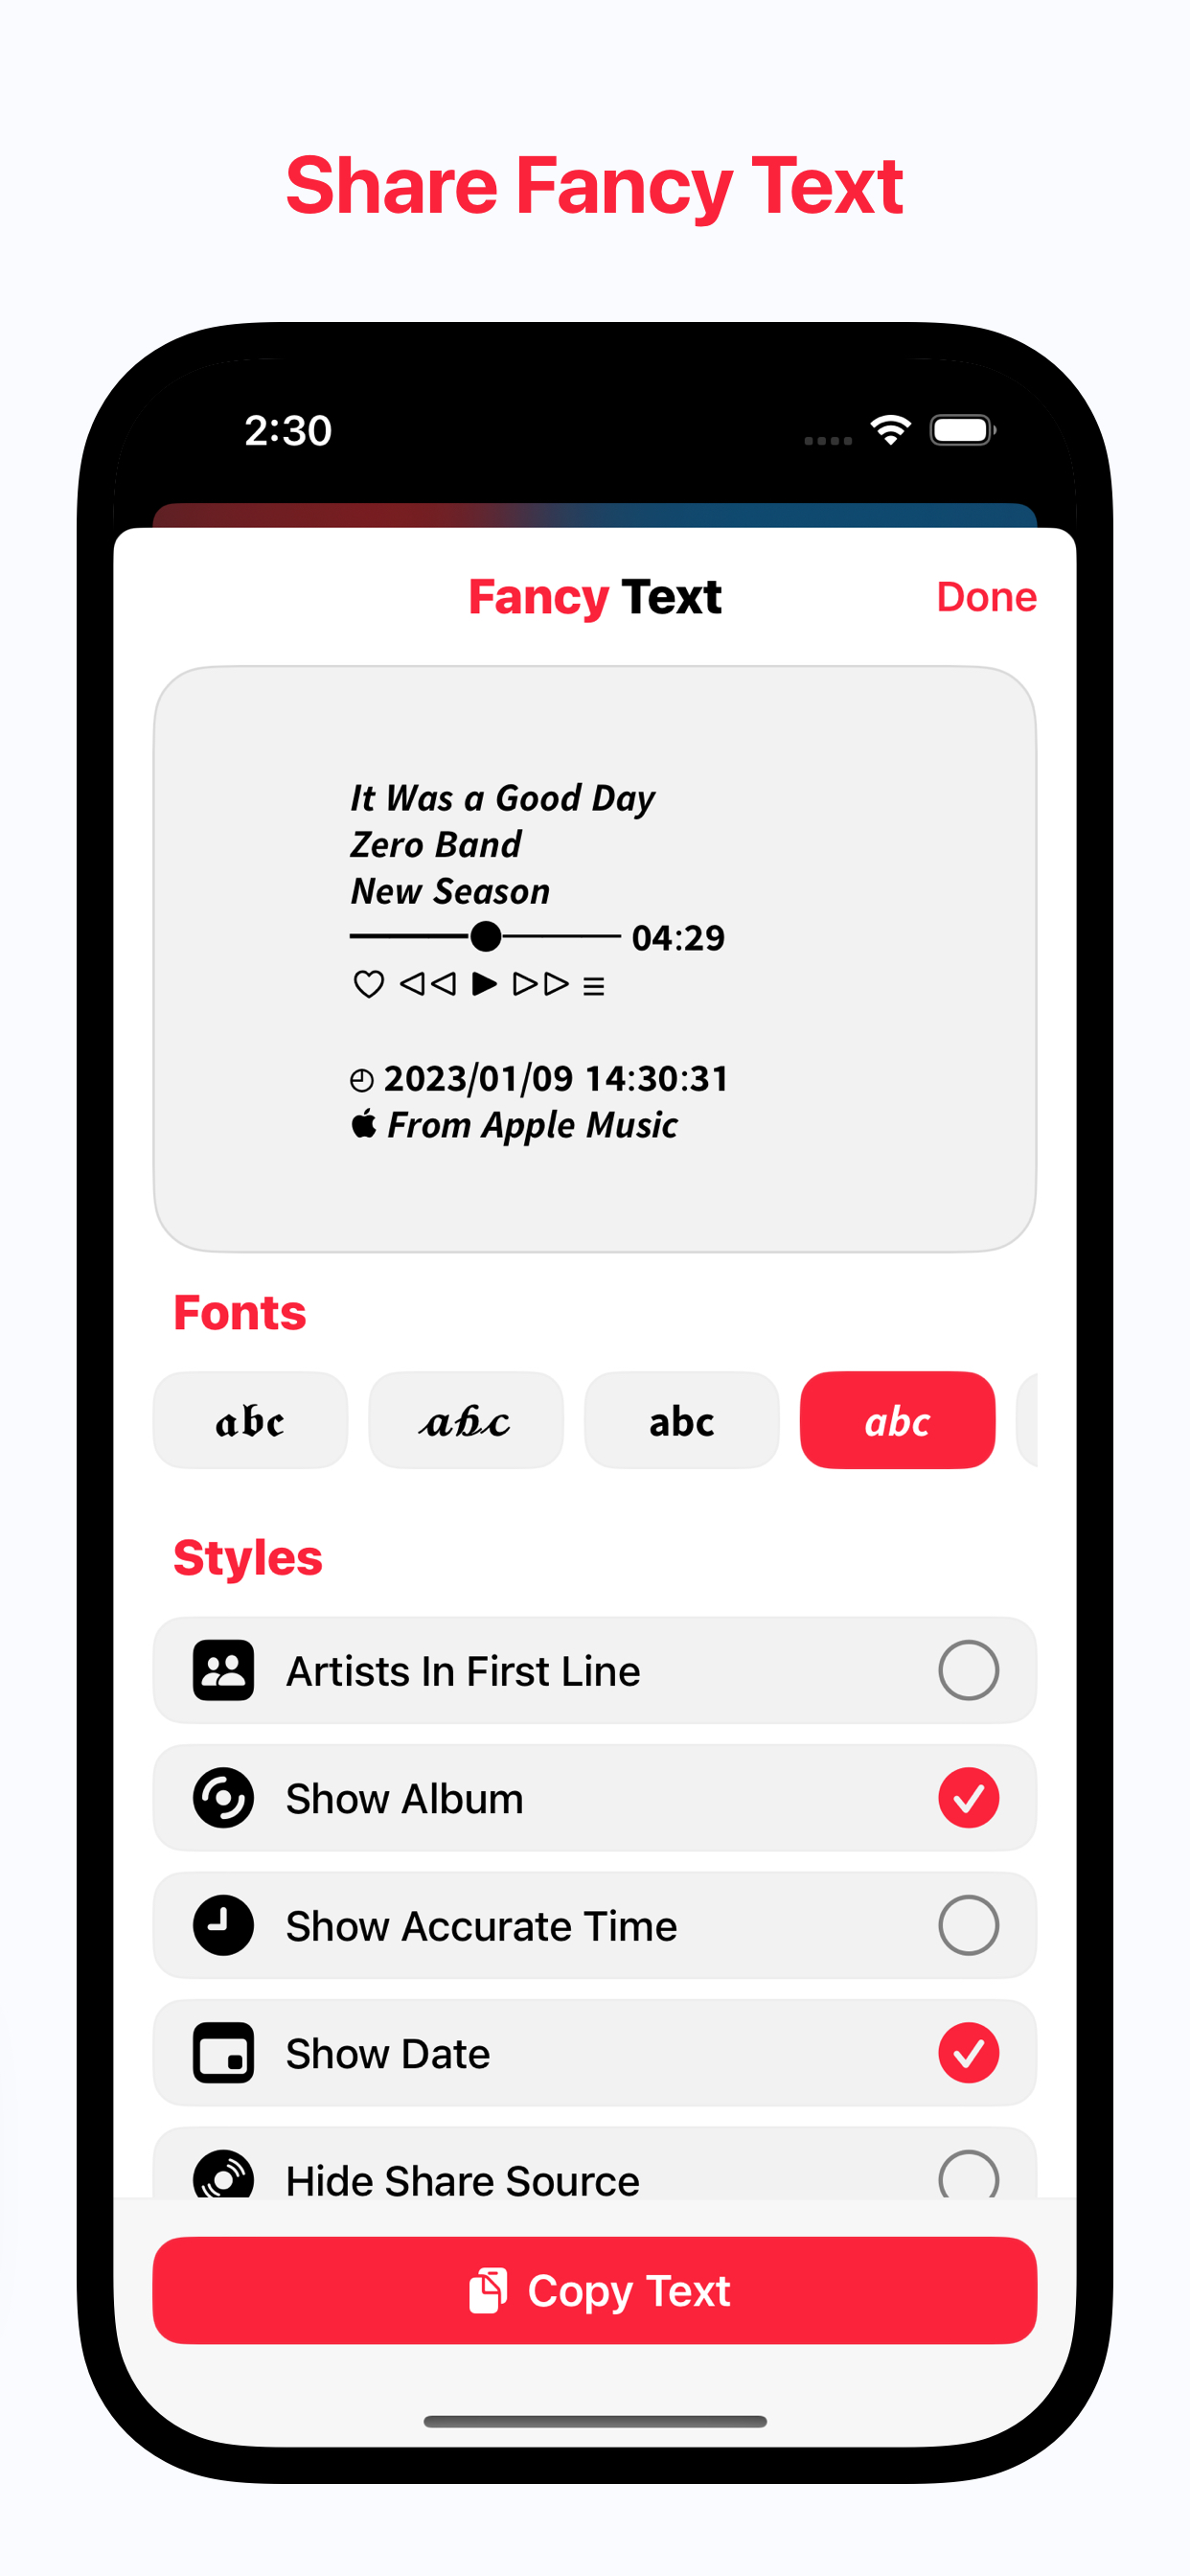 Share Fancy Text
2:30
Fancy Text
Done
It Was a Good Day
Zero Band
New Season
04:29
2023/01/09 14:30:31
From Apple Music
Fonts
abc abc abc abc
Styles
Artists In First Line
Show Album
Show Accurate Time
Show Date
Hide Share Source
Copy Text